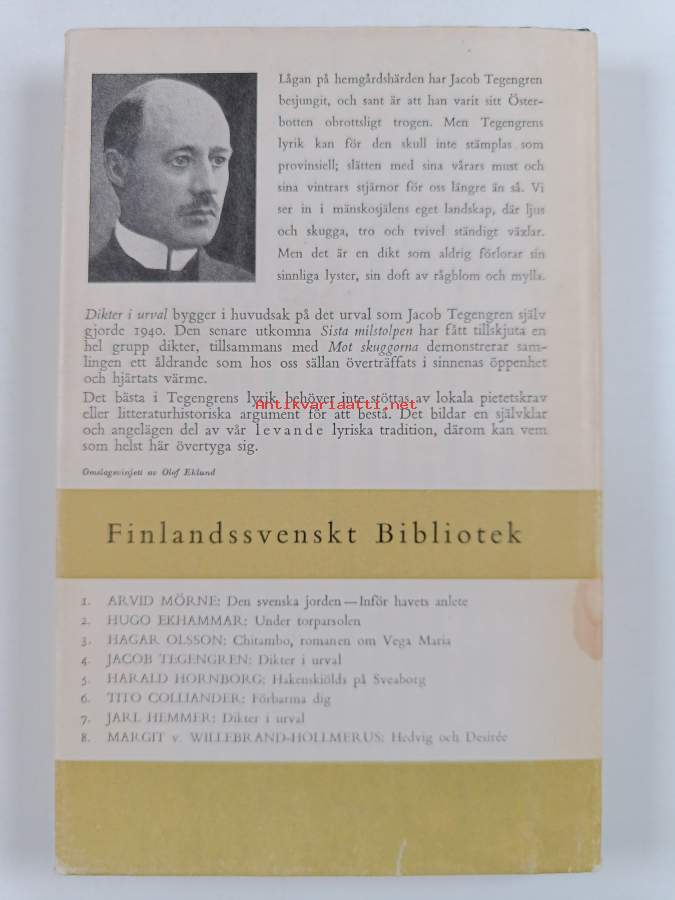 Lågan på hemgårdshärden har Jacob Tegengren
besjungit, och sant är att han varit sitt Öster-
botten obrottsligt trogen. Men Tegengrens
lyrik kan för den skull inte stämplas som
provinsiell; slätten med sina vårars must och
sina vintrars stjärnor för oss längre än så. Vi
ser in i mänskosjälens eget landskap, där ljus
och skugga, tro och tvivel ständigt växlar.
Men det är en dikt som aldrig förlorar sin
sinnliga lyster, sin doft av rågblom och mylla.
Dikter i urval bygger i huvudsak på det urval som Jacob Tegengren själv
gjorde 1940. Den senare utkomna Sista milstolpen har fått tillskjuta en
hel grupp dikter, tillsammans med Mot skuggorna demonstrerar sam-
lingen ett åldrande som hos oss sällan överträffats i sinnenas öppenhet
och hjärtats värme.
Det bästa i Tegengrens lyrik behöver inte stöttas av lokala pietetskrav
eller litteraturhistoriska argument för att bestå. Det bildar en självklar
och angelägen del av vår levande lyriska tradition, därom kan vem
som helst här övertyga sig.
Antikvariaatti.net
Omslagsvinjett av Olof Eklund
Finlandssvenskt Bibliotek
1. ARVID MÖRNE: Den svenska jorden—Inför havets anlete
2. HUGO EKHAMMAR: Under torparsolen
3. HAGAR OLSSON: Chitambo, romanen om Vega Maria
4. JACOB TEGENGREN: Dikter i urval
5. HARALD HORNBORG: Hakenskiölds på Sveaborg
6. TITO COLLIANDER: Förbarma dig
7. JARL HEMMER: Dikter i urval
8. MARGIT v. WILLEBRAND-HOLLMERUS: Hedvig och Desirée